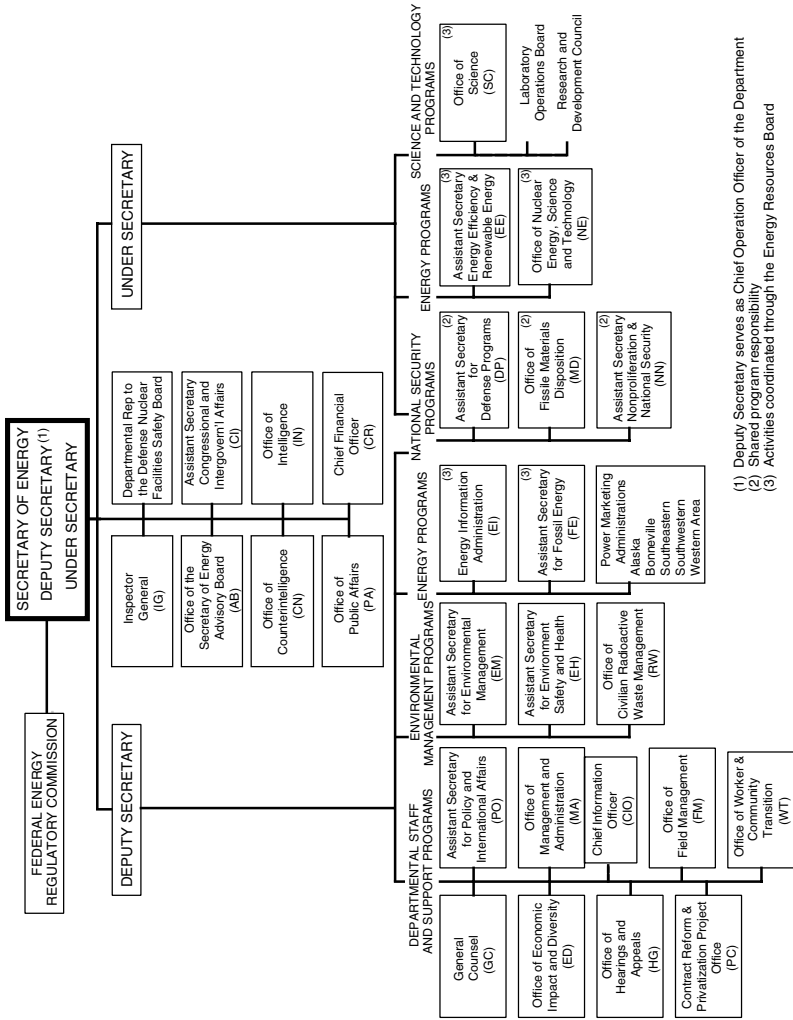 FEDERAL ENERGY
REGULATORY COMMISSION
SECRETARY OF ENERGY
DEPUTY SECRETARY (1)
UNDER SECRETARY
DEPUTY SECRETARY
UNDER SECRETARY
Inspector
General
(IG)
Departmental Rep to
the Defense Nuclear
Facilities Safety Board
Office of the
Secretary of Energy
Advisory Board
(AB)
Assistant Secretary
Congressional and
Intergovern'l Affairs
(CI)
Office of
Counterintelligence
(CN)
Office of
Intelligence
(IN)
Office of
Public Affairs
(PA)
Chief Financial
Officer
(CR)
DEPARTMENTAL STAFF
AND SUPPORT PROGRAMS
General
Counsel
(GC)
Assistant Secretary
for Policy and
International Affairs
(PO)
Office of Economic
Impact and Diversity
(ED)
Office of
Management and
Administration
(MA)
Office of
Hearings and
Appeals
(HG)
Chief Information
Officer
(CIO)
Contract Reform &
Privatization Project
Office
(PC)
Office of
Field Management
(FM)
Office of Worker &
Community
Transition
(WT)
ENVIRONMENTAL
MANAGEMENT PROGRAMS
Assistant Secretary
for Environmental
Management
(EM)
Assistant Secretary
for Environment
Safety and Health
(EH)
Office of
Civilian Radioactive
Waste Management
(RW)
ENERGY PROGRAMS
(3)
Energy Information
Administration
(EI)
(3)
Assistant Secretary
for Fossil Energy
(FE)
Power Marketing
Administrations
Alaska
Bonneville
Southeastern
Southwestern
Western Area
NATIONAL SECURITY
PROGRAMS
(2)
Assistant Secretary
for
Defense Programs
(DP)
(2)
Office of
Fissile Materials
Disposition
(MD)
(2)
Assistant Secretary
Nonproliferation &
National Security
(NN)
ENERGY PROGRAMS
(3)
Assistant Secretary
Energy Efficiency &
Renewable Energy
(EE)
(3)
Office of Nuclear
Energy, Science
and Technology
(NE)
SCIENCE AND TECHNOLOGY
PROGRAMS
(3)
Office of
Science
(SC)
Laboratory
Operations Board
Research and
Development Council
(1) Deputy Secretary serves as Chief Operation Officer of the Department
(2) Shared program responsibility
(3) Activities coordinated through the Energy Resources Board